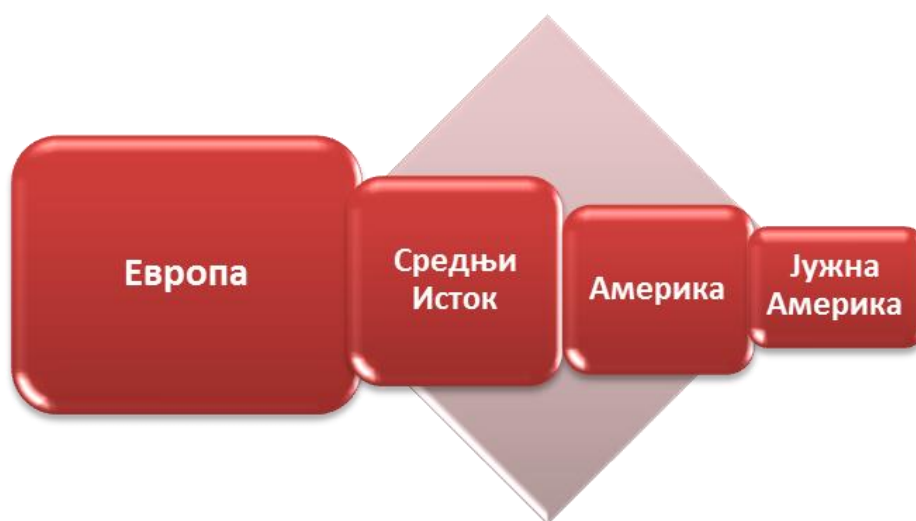 Европа
Средњи
Исток
Америка
Јужна
Америка